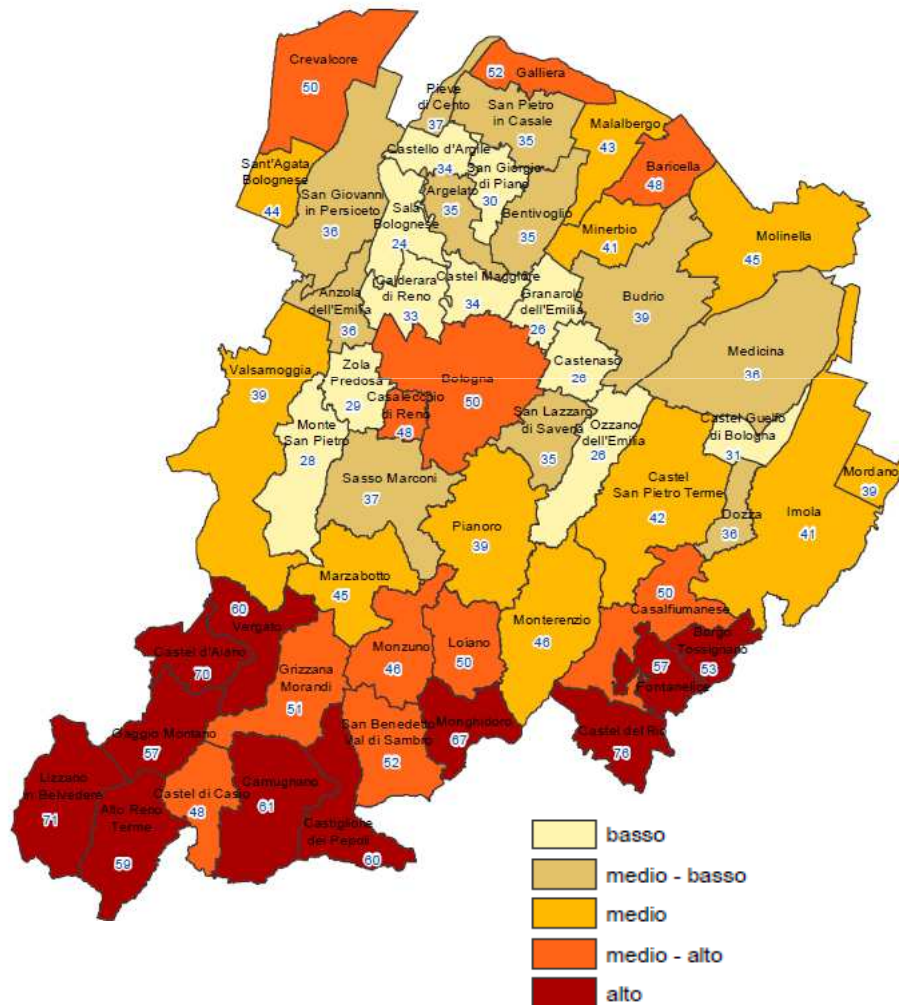 Crevalcore
50
52
Galliera
Pieve
di Cento
37
San Pietro
in Casale
35
Malalbergo
43
Castello d'Argile
34
San Giorgio
di Piano
30
Baricella
48
Sant'Agata
Bolognese
44
San Giovanni
in Persiceto
36
Argelato
35
Sala
Bolognese
24
Bentivoglio
35
Minerbio
41
Molinella
45
Anzola
dell'Emilia
36
Calderara
di Reno
33
Castel Maggiore
34
Granarolo
dell'Emilia
26
Budrio
39
Medicina
36
Valsamoggia
39
Zola
Predosa
29
Bologna
50
Castenaso
26
Casalecchio
di Reno
48
Monte
San Pietro
28
San Lazzaro
di Savena
35
Ozzano
dell'Emilia
26
Castel Guelfo
di Bologna
31
Sasso Marconi
37
Castel
San Pietro Terme
42
Mordano
39
Dozza
36
Imola
41
Pianoro
39
Marzabotto
45
60
Vergato
Monterenzio
46
50
Casalfiumanese
Borgo
Tossignano
53
Castel d'Aiano
70
Grizzana
Morandi
51
Monzuno
46
Loiano
50
57
Fontanelice
Gaggio Montano
57
San Benedetto
Val di Sambro
52
Monghidoro
67
Castel del Rio
76
Lizzano
in Belvedere
71
Alto Reno
Terme
59
Castel di Casio
48
Camugnano
61
Castiglione
dei Pepoli
60
basso
medio - basso
medio
medio - alto
alto